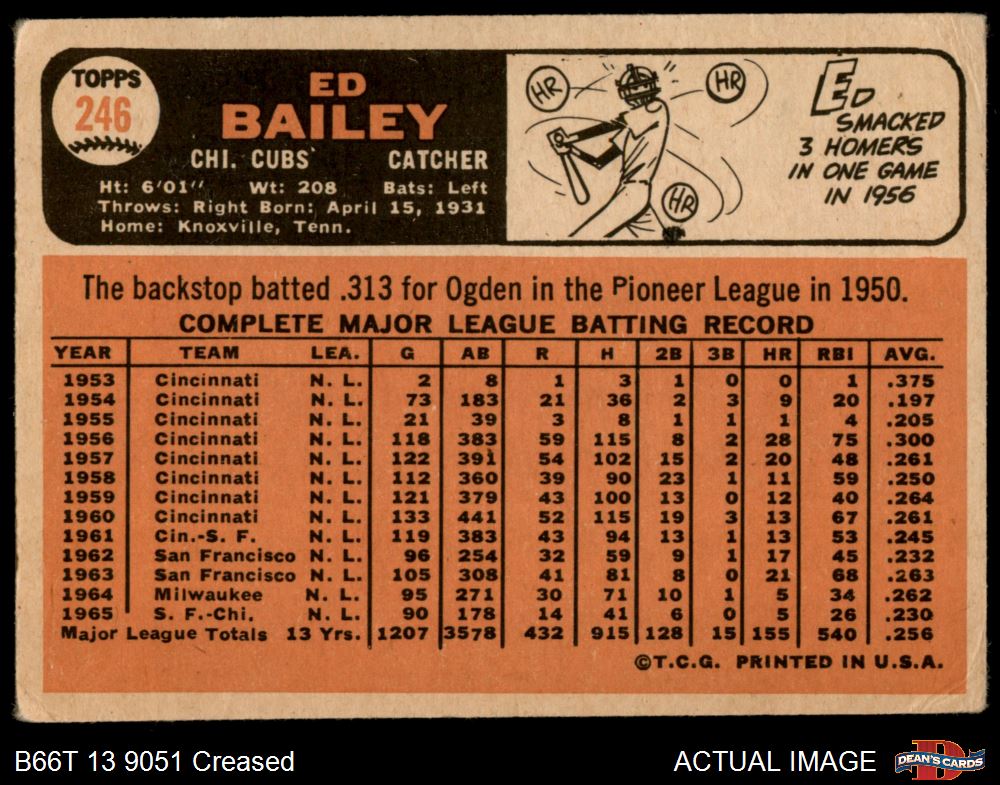 TOPPS
246
ED
BAILEY
CHI. CUBS
CATCHER
Ht: 6'01" Wt: 208 Bats: Left
Throws: Right Born: April 15, 1931
Home: Knoxville, Tenn.
HR
HR
HR
ED
SMACKED
3 HOMERS
IN ONE GAME
IN 1956
The backstop batted .313 for Ogden in the Pioneer League in 1950.
COMPLETE MAJOR LEAGUE BATTING RECORD
YEAR TEAM LEA. G AB R H 2B 3B HR RBI AVG.
1953 Cincinnati N. L. 2 8 1 3 1 0 0 1 .375
1954 Cincinnati N. L. 73 183 21 36 2 3 9 20 .197
1955 Cincinnati N. L. 21 39 3 8 1 1 1 4 .205
1956 Cincinnati N. L. 118 383 59 115 8 2 28 75 .300
1957 Cincinnati N. L. 122 391 54 102 15 2 20 48 .261
1958 Cincinnati N. L. 112 360 39 90 23 1 11 59 .250
1959 Cincinnati N. L. 121 379 43 100 13 0 12 40 .264
1960 Cincinnati N. L. 133 441 52 115 19 3 13 67 .261
1961 Cin.-S. F. N. L. 119 383 43 94 13 1 13 53 .245
1962 San Francisco N. L. 96 254 32 59 9 1 17 45 .232
1963 San Francisco N. L. 105 308 41 81 8 0 21 68 .263
1964 Milwaukee N. L. 95 271 30 71 10 1 5 34 .262
1965 S. F.-Chi. N. L. 90 178 14 41 6 0 5 26 .230
Major League Totals 13 Yrs. 1207 3578 432 915 128 15 155 540 .256
©T.C.G. PRINTED IN U.S.A.
B66T 13 9051 Creased
ACTUAL IMAGE
DEAN'S CARDS